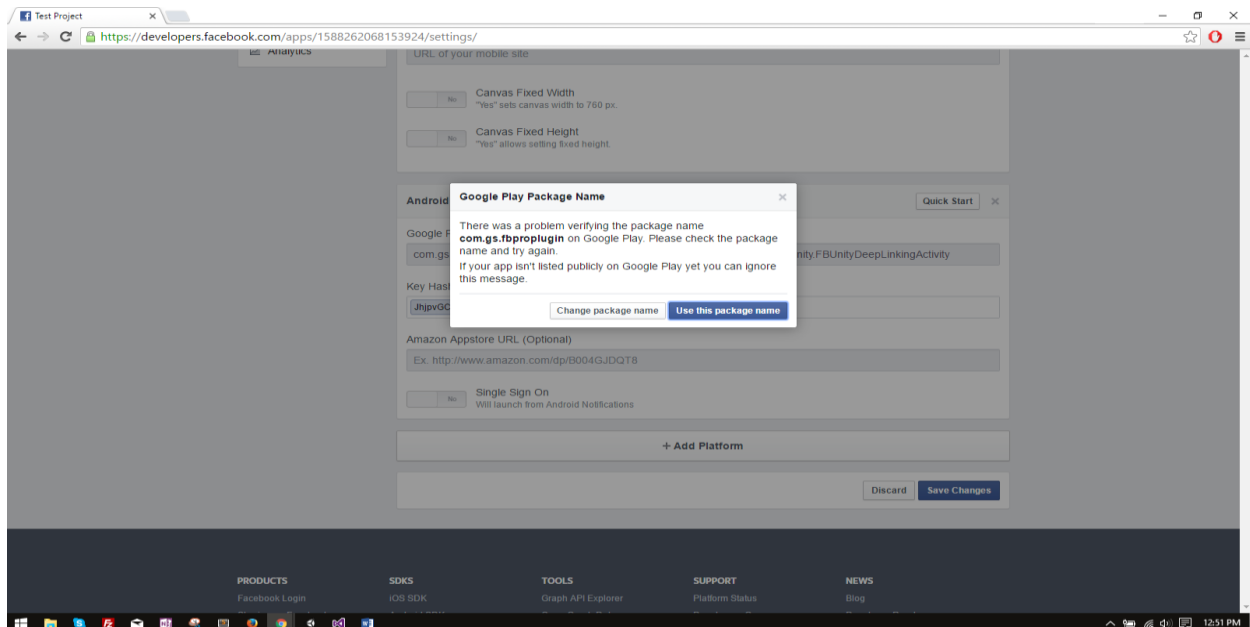 Test Project
https://developers.facebook.com/apps/1588262068153924/settings/
Analytics
URL of your mobile site
No
Canvas Fixed Width
"Yes" sets canvas width to 760 px.
No
Canvas Fixed Height
"Yes" allows setting fixed height.
Android
Quick Start
Google Play Package Name
There was a problem verifying the package name
com.gs.fbproplugin on Google Play. Please check the package
name and try again.
If your app isn't listed publicly on Google Play yet you can ignore
this message.
Change package name Use this package name
Google
com.gs
nity.FBUnityDeepLinkingActivity
Key Hash
JhjpvGC
Amazon Appstore URL (Optional)
Ex. http://www.amazon.com/dp/B004GJDQT8
No
Single Sign On
Will launch from Android Notifications
+ Add Platform
Discard Save Changes
PRODUCTS SDKS TOOLS SUPPORT NEWS
Facebook Login iOS SDK Graph API Explorer Platform Status Blog
12:51 PM